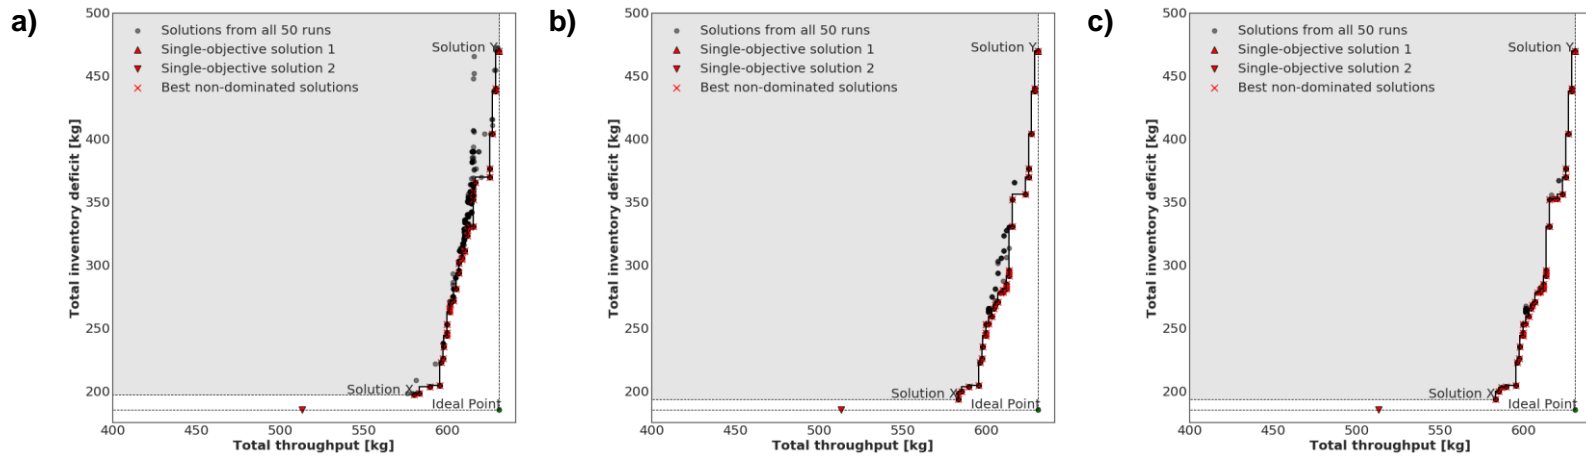 a)
500
450
400
350
300
250
200
Total inventory deficit [kg]
Solutions from all 50 runs
Single-objective solution 1
Single-objective solution 2
Best non-dominated solutions
Solution Y
Solution X
Ideal Point
400 450 500 550 600
Total throughput [kg]
b)
500
450
400
350
300
250
200
Total inventory deficit [kg]
Solutions from all 50 runs
Single-objective solution 1
Single-objective solution 2
Best non-dominated solutions
Solution Y
Solution X
Ideal Point
400 450 500 550 600
Total throughput [kg]
c)
500
450
400
350
300
250
200
Total inventory deficit [kg]
Solutions from all 50 runs
Single-objective solution 1
Single-objective solution 2
Best non-dominated solutions
Solution Y
Solution X
Ideal Point
400 450 500 550 600
Total throughput [kg]